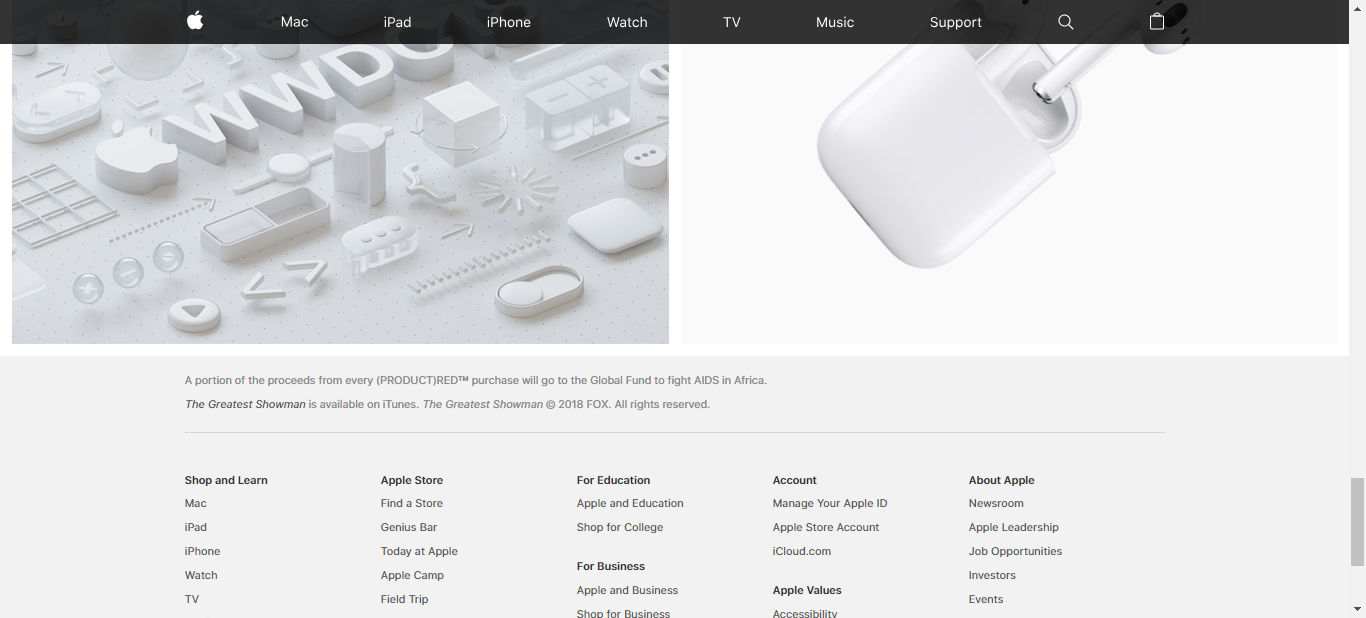 Mac iPad iPhone Watch TV Music Support
WWDC
A portion of the proceeds from every (PRODUCT)RED™ purchase will go to the Global Fund to fight AIDS in Africa.
The Greatest Showman is available on iTunes. The Greatest Showman © 2018 FOX. All rights reserved.
Shop and Learn
Mac
iPad
iPhone
Watch
TV
Apple Store
Find a Store
Genius Bar
Today at Apple
Apple Camp
Field Trip
For Education
Apple and Education
Shop for College
For Business
Apple and Business
Shop for Business
Account
Manage Your Apple ID
Apple Store Account
iCloud.com
Apple Values
Accessibility
About Apple
Newsroom
Apple Leadership
Job Opportunities
Investors
Events